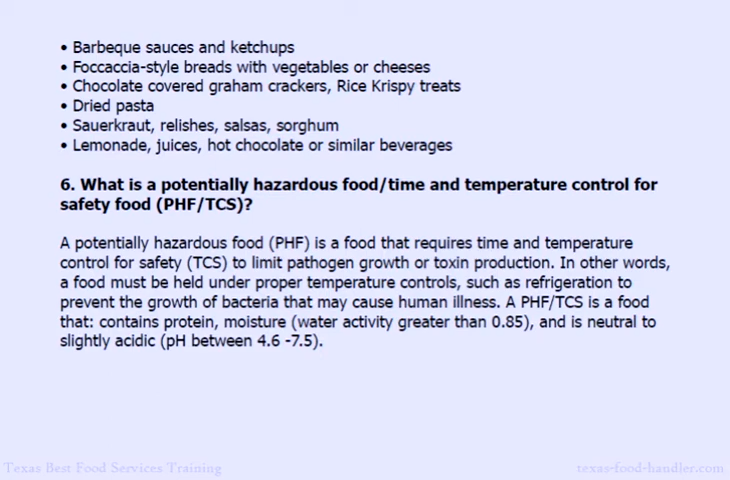 • Barbeque sauces and ketchups
• Foccaccia-style breads with vegetables or cheeses
• Chocolate covered graham crackers, Rice Krispy treats
• Dried pasta
• Sauerkraut, relishes, salsas, sorghum
• Lemonade, juices, hot chocolate or similar beverages
6. What is a potentially hazardous food/time and temperature control for
safety food (PHF/TCS)?
A potentially hazardous food (PHF) is a food that requires time and temperature
control for safety (TCS) to limit pathogen growth or toxin production. In other words,
a food must be held under proper temperature controls, such as refrigeration to
prevent the growth of bacteria that may cause human illness. A PHF/TCS is a food
that: contains protein, moisture (water activity greater than 0.85), and is neutral to
slightly acidic (pH between 4.6 -7.5).
Texas Best Food Services Training
texas-food-handler.com